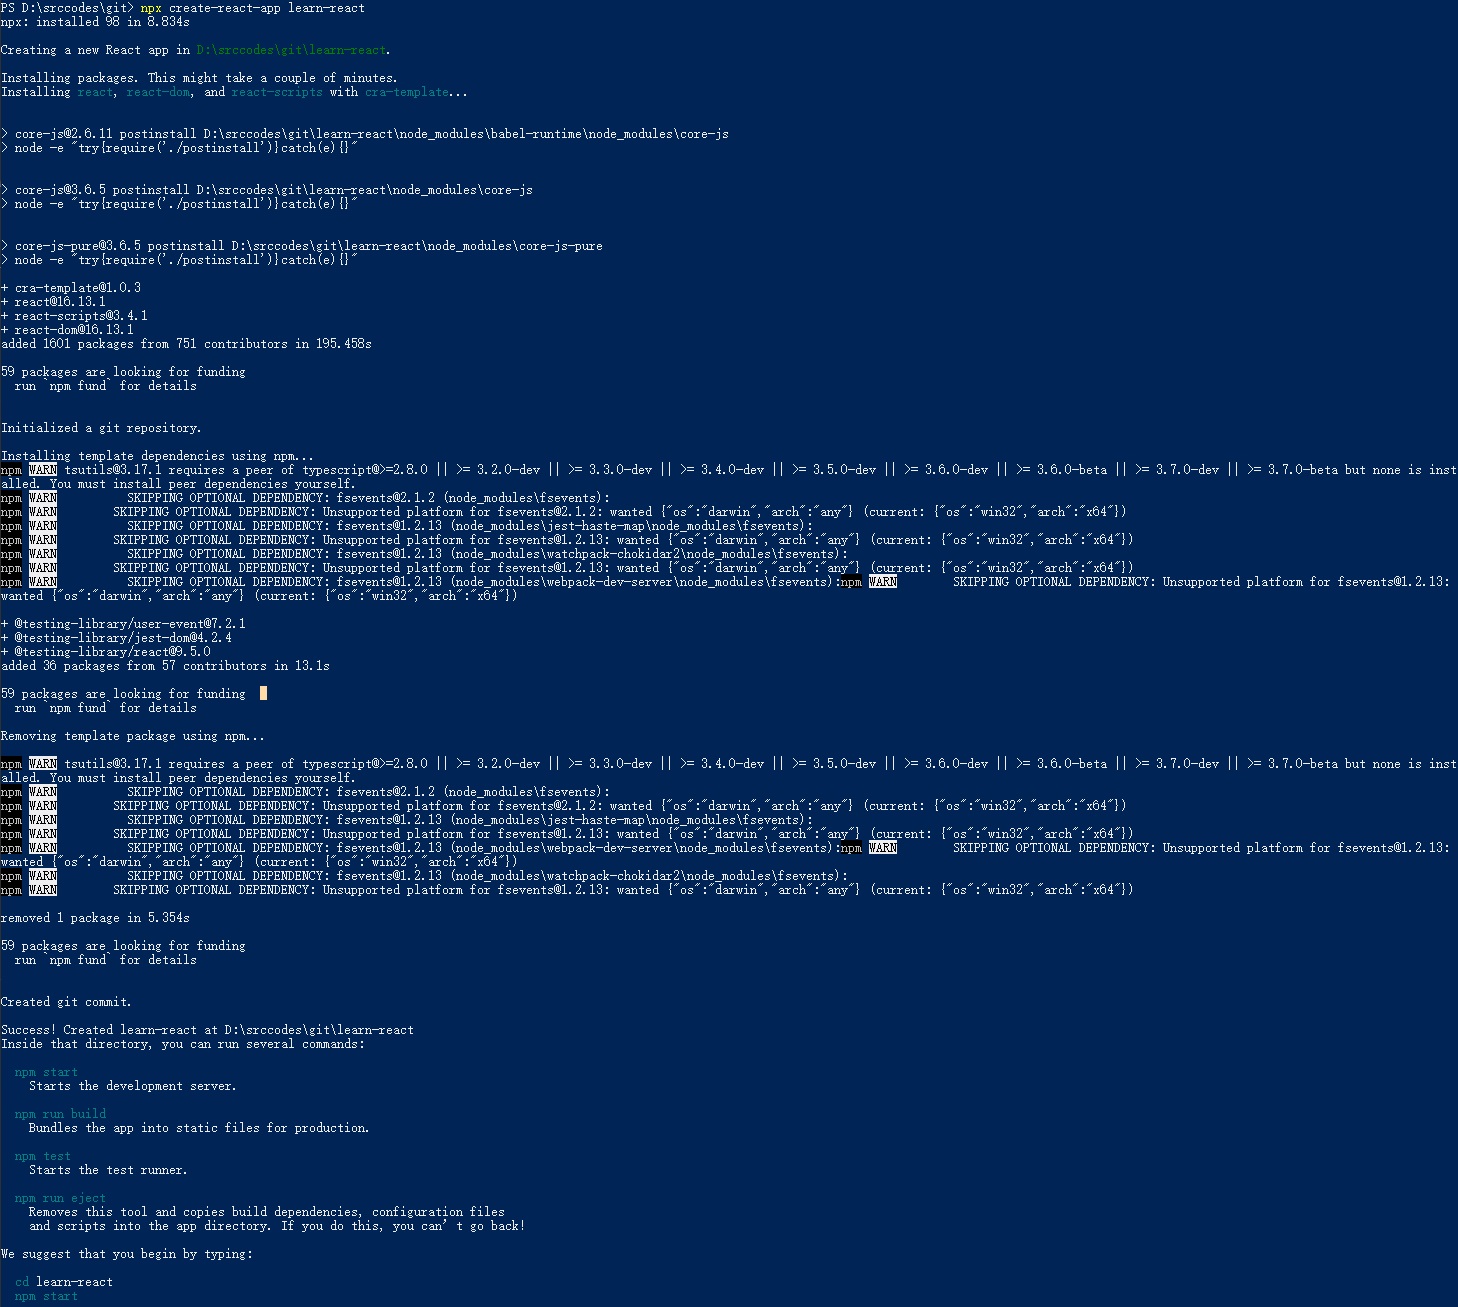 PS D:\srccodes\git> npx create-react-app learn-react
npx: installed 98 in 8.834s
Creating a new React app in D:\srccodes\git\learn-react.
Installing packages. This might take a couple of minutes.
Installing react, react-dom, and react-scripts with cra-template...
> core-js@2.6.11 postinstall D:\srccodes\git\learn-react\node_modules\babel-runtime\node_modules\core-js
> node -e "try{require('./postinstall')}catch(e){}"
> core-js@3.6.5 postinstall D:\srccodes\git\learn-react\node_modules\core-js
> node -e "try{require('./postinstall')}catch(e){}"
> core-js-pure@3.6.5 postinstall D:\srccodes\git\learn-react\node_modules\core-js-pure
> node -e "try{require('./postinstall')}catch(e){}"
+ cra-template@1.0.3
+ react@16.13.1
+ react-scripts@3.4.1
+ react-dom@16.13.1
added 1601 packages from 751 contributors in 195.458s
59 packages are looking for funding
  run `npm fund` for details
Initialized a git repository.
Installing template dependencies using npm...
npm WARN tsutils@3.17.1 requires a peer of typescript@>=2.8.0 || >= 3.2.0-dev || >= 3.3.0-dev || >= 3.4.0-dev || >= 3.5.0-dev || >= 3.6.0-dev || >= 3.6.0-beta || >= 3.7.0-dev || >= 3.7.0-beta but none is inst
alled. You must install peer dependencies yourself.
npm WARN SKIPPING OPTIONAL DEPENDENCY: fsevents@2.1.2 (node_modules\fsevents):
npm WARN SKIPPING OPTIONAL DEPENDENCY: Unsupported platform for fsevents@2.1.2: wanted {"os":"darwin","arch":"any"} (current: {"os":"win32","arch":"x64"})
npm WARN SKIPPING OPTIONAL DEPENDENCY: fsevents@1.2.13 (node_modules\jest-haste-map\node_modules\fsevents):
npm WARN SKIPPING OPTIONAL DEPENDENCY: Unsupported platform for fsevents@1.2.13: wanted {"os":"darwin","arch":"any"} (current: {"os":"win32","arch":"x64"})
npm WARN SKIPPING OPTIONAL DEPENDENCY: fsevents@1.2.13 (node_modules\watchpack-chokidar2\node_modules\fsevents):
npm WARN SKIPPING OPTIONAL DEPENDENCY: Unsupported platform for fsevents@1.2.13: wanted {"os":"darwin","arch":"any"} (current: {"os":"win32","arch":"x64"})
npm WARN SKIPPING OPTIONAL DEPENDENCY: fsevents@1.2.13 (node_modules\webpack-dev-server\node_modules\fsevents):npm WARN SKIPPING OPTIONAL DEPENDENCY: Unsupported platform for fsevents@1.2.13:
wanted {"os":"darwin","arch":"any"} (current: {"os":"win32","arch":"x64"})
+ @testing-library/user-event@7.2.1
+ @testing-library/jest-dom@4.2.4
+ @testing-library/react@9.5.0
added 36 packages from 57 contributors in 13.1s
59 packages are looking for funding
  run `npm fund` for details
Removing template package using npm...
npm WARN tsutils@3.17.1 requires a peer of typescript@>=2.8.0 || >= 3.2.0-dev || >= 3.3.0-dev || >= 3.4.0-dev || >= 3.5.0-dev || >= 3.6.0-dev || >= 3.6.0-beta || >= 3.7.0-dev || >= 3.7.0-beta but none is inst
alled. You must install peer dependencies yourself.
npm WARN SKIPPING OPTIONAL DEPENDENCY: fsevents@2.1.2 (node_modules\fsevents):
npm WARN SKIPPING OPTIONAL DEPENDENCY: Unsupported platform for fsevents@2.1.2: wanted {"os":"darwin","arch":"any"} (current: {"os":"win32","arch":"x64"})
npm WARN SKIPPING OPTIONAL DEPENDENCY: fsevents@1.2.13 (node_modules\jest-haste-map\node_modules\fsevents):
npm WARN SKIPPING OPTIONAL DEPENDENCY: Unsupported platform for fsevents@1.2.13: wanted {"os":"darwin","arch":"any"} (current: {"os":"win32","arch":"x64"})
npm WARN SKIPPING OPTIONAL DEPENDENCY: fsevents@1.2.13 (node_modules\webpack-dev-server\node_modules\fsevents):npm WARN SKIPPING OPTIONAL DEPENDENCY: Unsupported platform for fsevents@1.2.13:
wanted {"os":"darwin","arch":"any"} (current: {"os":"win32","arch":"x64"})
npm WARN SKIPPING OPTIONAL DEPENDENCY: fsevents@1.2.13 (node_modules\watchpack-chokidar2\node_modules\fsevents):
npm WARN SKIPPING OPTIONAL DEPENDENCY: Unsupported platform for fsevents@1.2.13: wanted {"os":"darwin","arch":"any"} (current: {"os":"win32","arch":"x64"})
removed 1 package in 5.354s
59 packages are looking for funding
  run `npm fund` for details
Created git commit.
Success! Created learn-react at D:\srccodes\git\learn-react
Inside that directory, you can run several commands:
  npm start
    Starts the development server.
  npm run build
    Bundles the app into static files for production.
  npm test
    Starts the test runner.
  npm run eject
    Removes this tool and copies build dependencies, configuration files
    and scripts into the app directory. If you do this, you can't go back!
We suggest that you begin by typing:
  cd learn-react
  npm start